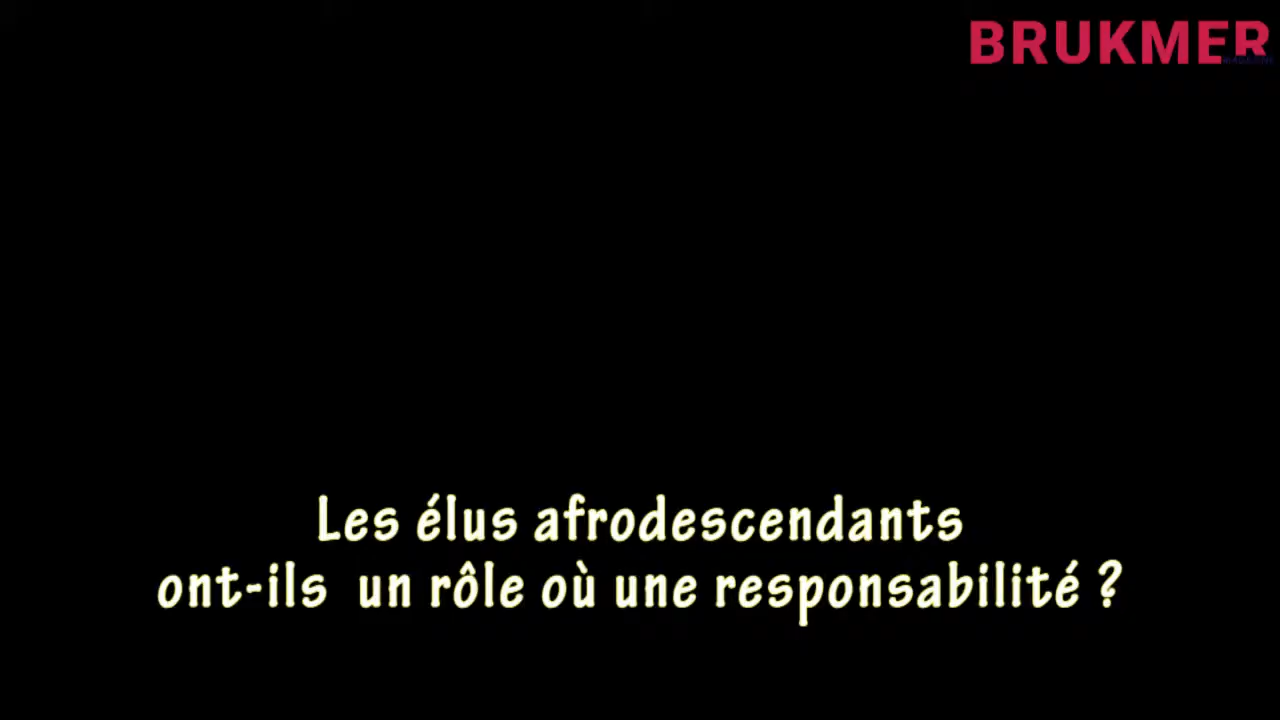 BRUKMER
Les élus afrodescendants
ont-ils un rôle où une responsabilité ?